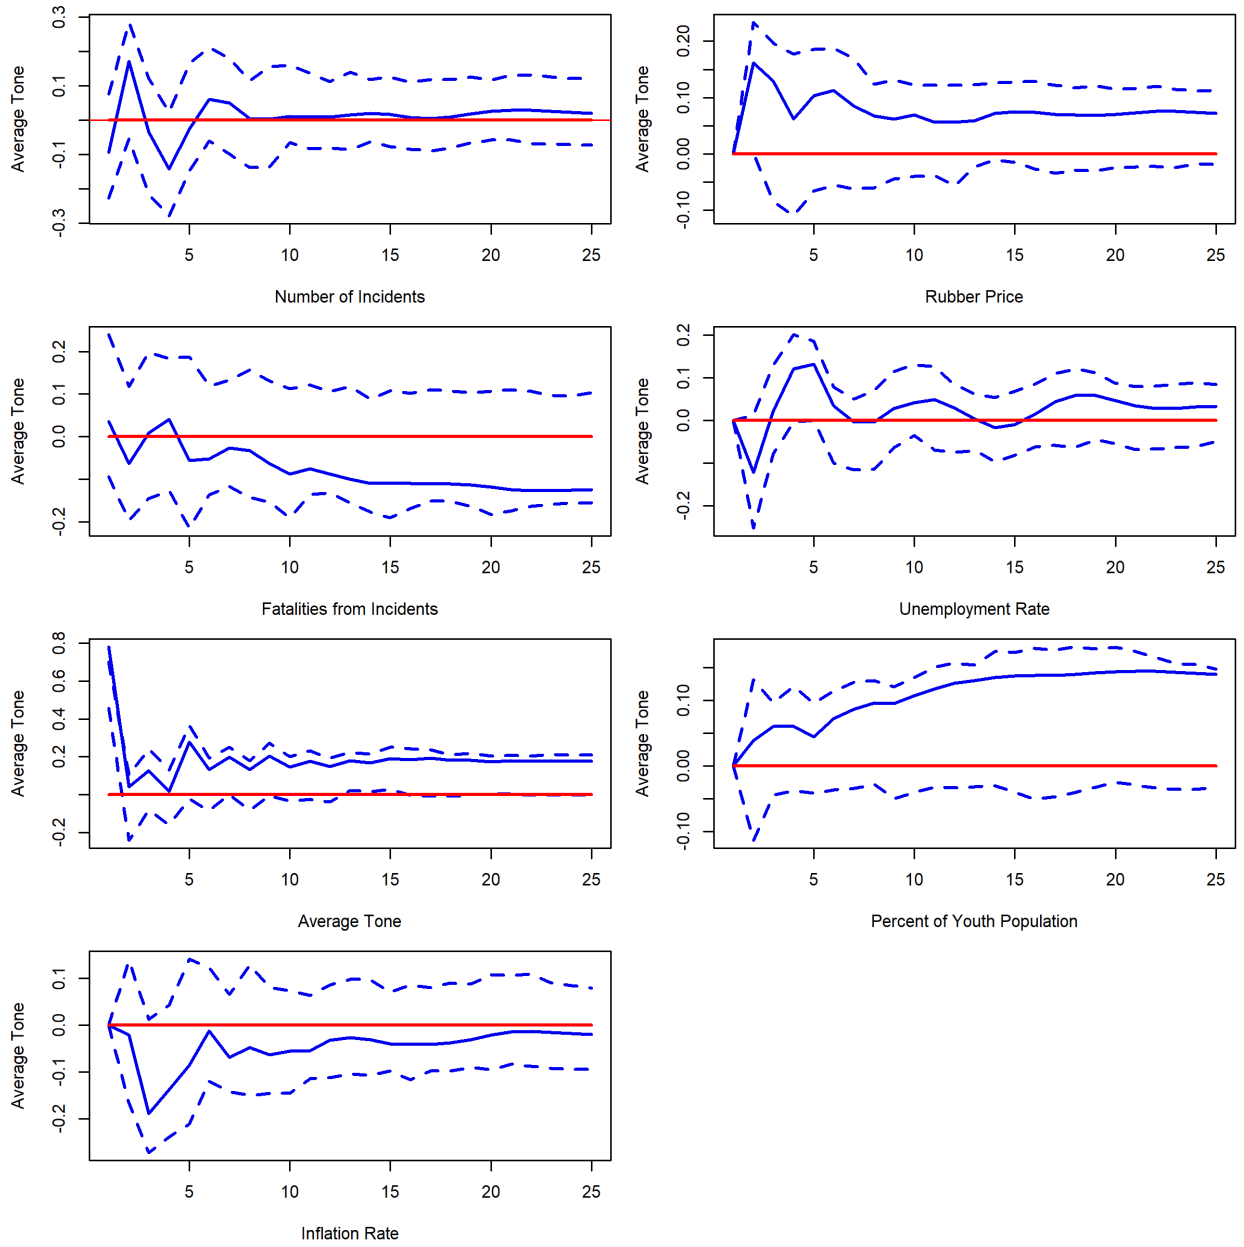 Average Tone
0.3
0.1
-0.1
-0.3
5 10 15 20 25
Number of Incidents
Average Tone
0.20
0.10
0.00
-0.10
5 10 15 20 25
Rubber Price
Average Tone
0.2
0.1
0.0
-0.2
5 10 15 20 25
Fatalities from Incidents
Average Tone
0.2
0.1
0.0
-0.2
5 10 15 20 25
Unemployment Rate
Average Tone
0.8
0.6
0.4
0.2
-0.2
5 10 15 20 25
Average Tone
Average Tone
0.10
0.00
-0.10
5 10 15 20 25
Percent of Youth Population
Average Tone
0.1
0.0
-0.1
-0.2
5 10 15 20 25
Inflation Rate